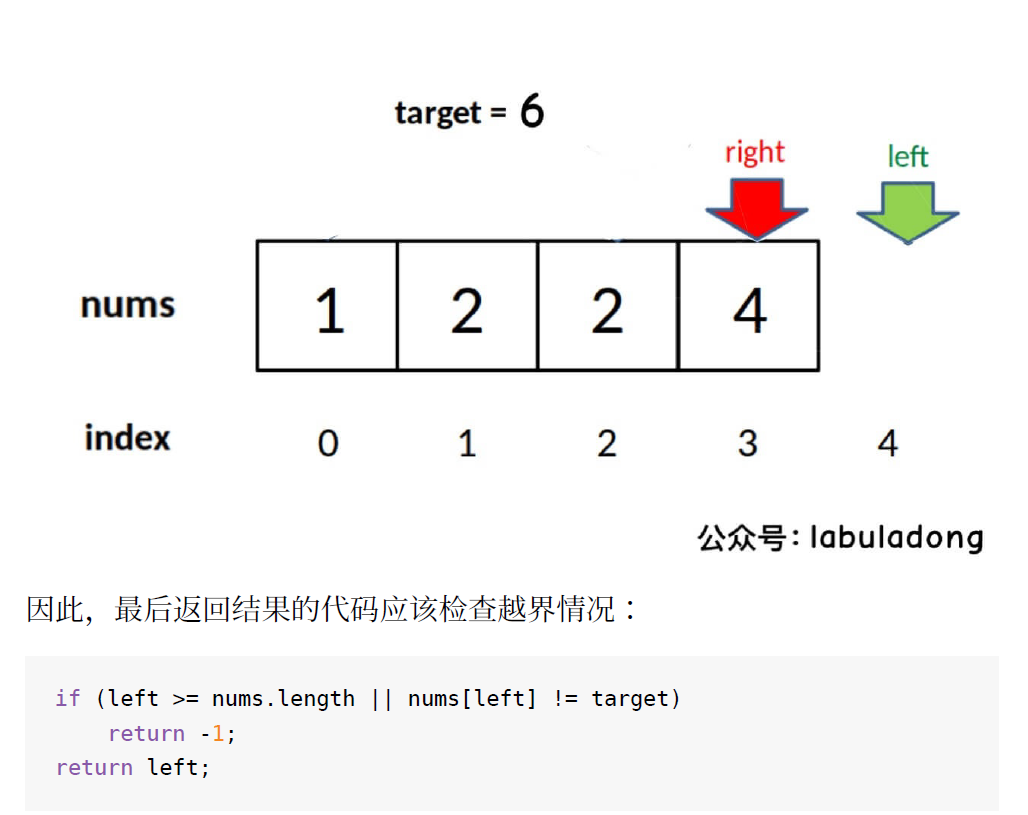 target = 6
right left
nums 1 2 2 4
index 0 1 2 3 4
公众号: labuladong
因此，最后返回结果的代码应该检查越界情况：
if (left >= nums.length || nums[left] != target)
    return -1;
return left;